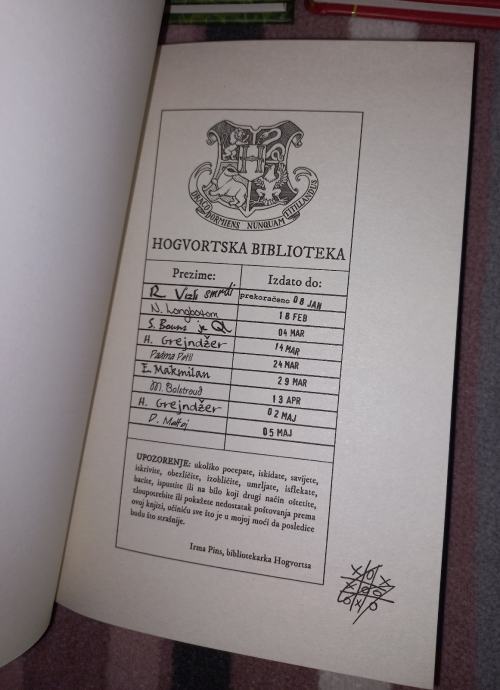 DRACO DORMIENS NUNQUAM TITILLANDUS
HOGVORTSKA BIBLIOTEKA
Prezime: Izdato do:
R. Vizli smrdi prekoračeno 08 JAN
N. Longbotom 18 FEB
S. Bouns je Q 04 MAR
H. Grejndžer 14 MAR
Padma Patil 24 MAR
E. Makmilan 29 MAR
M. Bolstroud 13 APR
H. Grejndžer 02 MAJ
D. Melfoj 05 MAJ
UPOZORENJE: ukoliko pocepate, iskidate, savijete,
iskrivite, obezličite, izobličite, umrljate, isflekate,
bacite, ispustite ili na bilo koji drugi način oštetite,
zloupotrebite ili pokažete nedostatak poštovanja prema
ovoj knjizi, učiniću sve što je u mojoj moći da posledice
budu što strašnije.
Irma Pins, bibliotekarka Hogvortsa